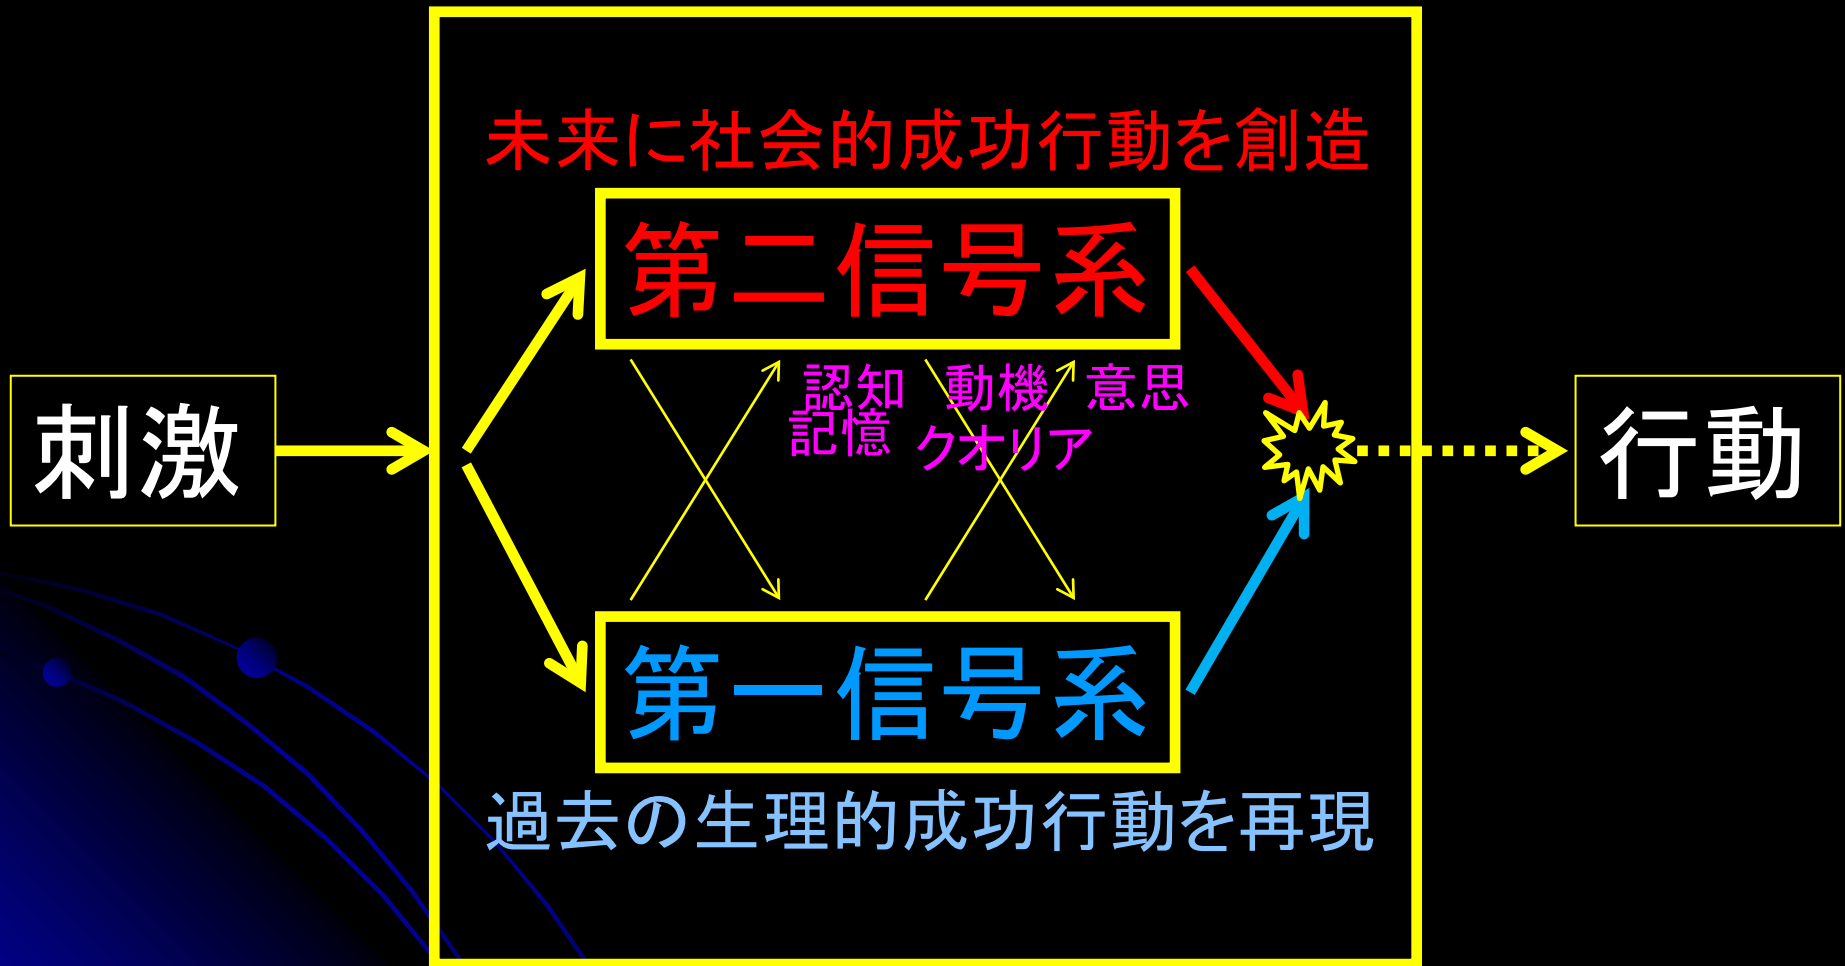 未来に社会的成功行動を創造
第二信号系
認知　動機　意思
記憶　クオリア
刺激
行動
第一信号系
過去の生理的成功行動を再現